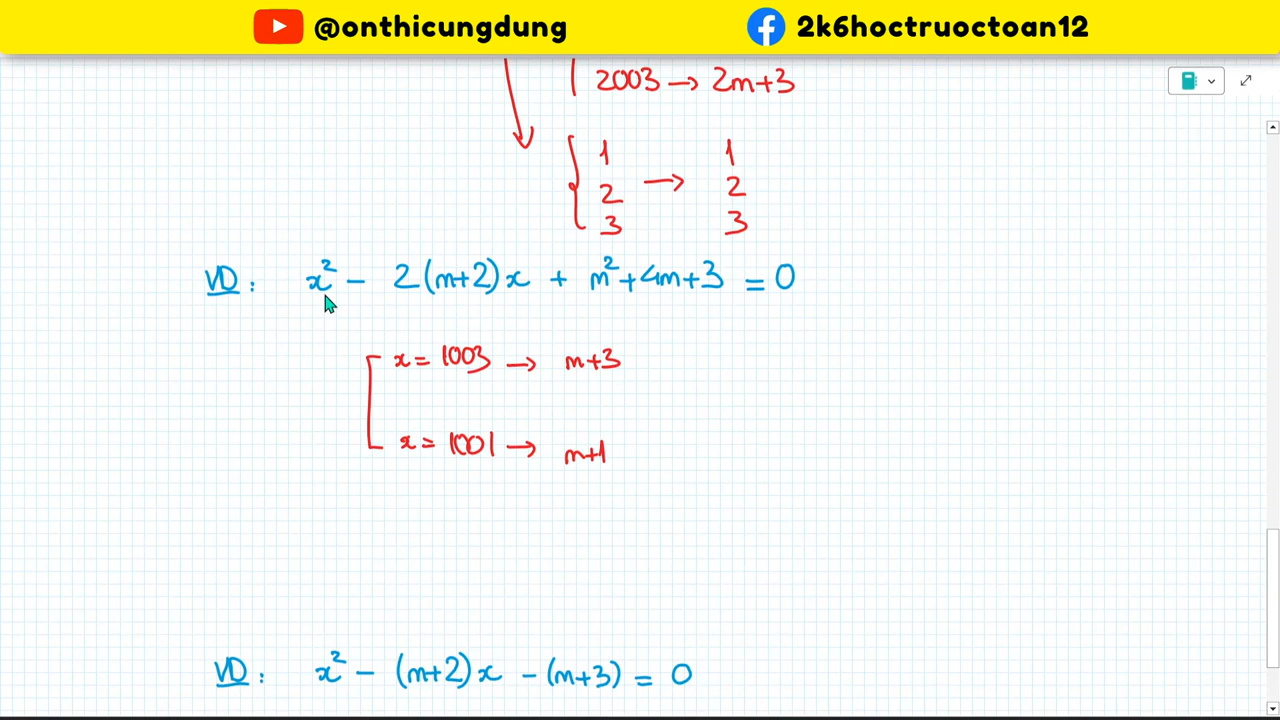 @onthicungdung 2k6hoctruoctoan12
2003 → 2m+3
1 1
2 → 2
3 3
VD: x² - 2(m+2)x + m²+4m+3 = 0
x = 1003 → m+3
x = 1001 → m+1
VD: x² - (m+2)x - (m+3) = 0